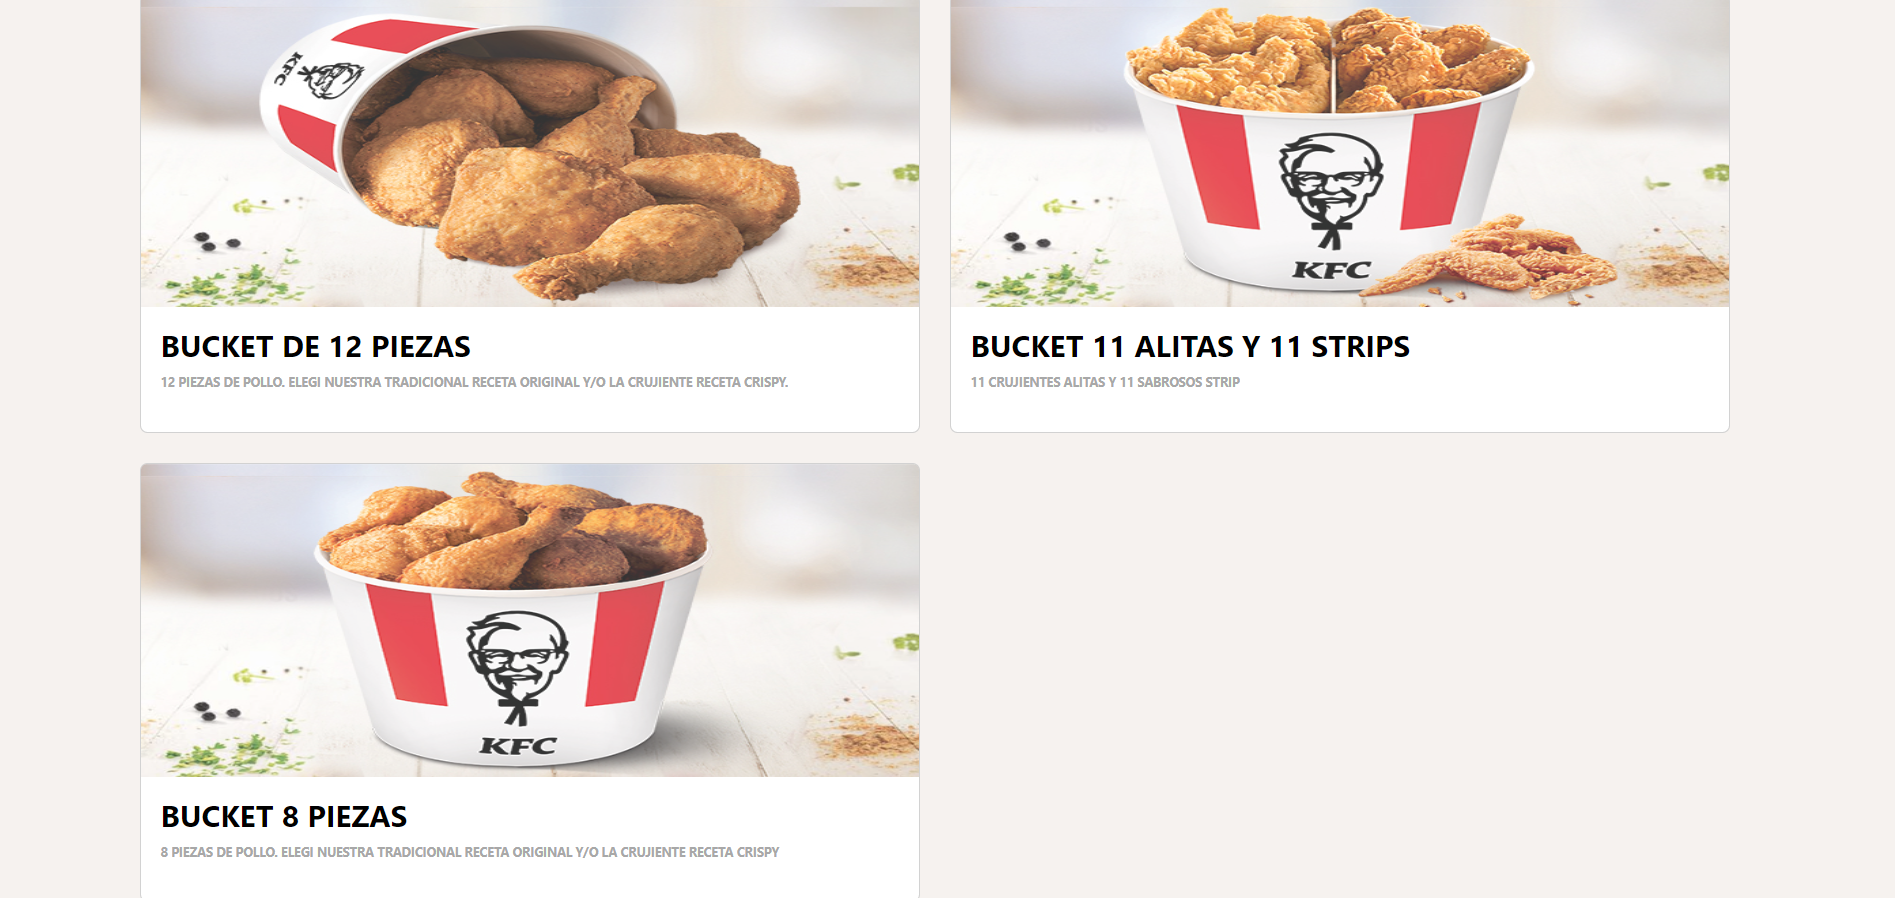 KFC
KFC
BUCKET DE 12 PIEZAS
12 PIEZAS DE POLLO. ELEGI NUESTRA TRADICIONAL RECETA ORIGINAL Y/O LA CRUJIENTE RECETA CRISPY.
BUCKET 11 ALITAS Y 11 STRIPS
11 CRUJIENTES ALITAS Y 11 SABROSOS STRIP
KFC
BUCKET 8 PIEZAS
8 PIEZAS DE POLLO. ELEGI NUESTRA TRADICIONAL RECETA ORIGINAL Y/O LA CRUJIENTE RECETA CRISPY